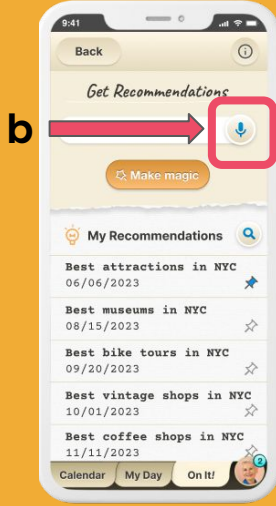 9:41
Back
Get Recommendations
b
Make magic
My Recommendations
Best attractions in NYC
06/06/2023
Best museums in NYC
08/15/2023
Best bike tours in NYC
09/20/2023
Best vintage shops in NYC
10/01/2023
Best coffee shops in NYC
11/11/2023
Calendar My Day On It! 2